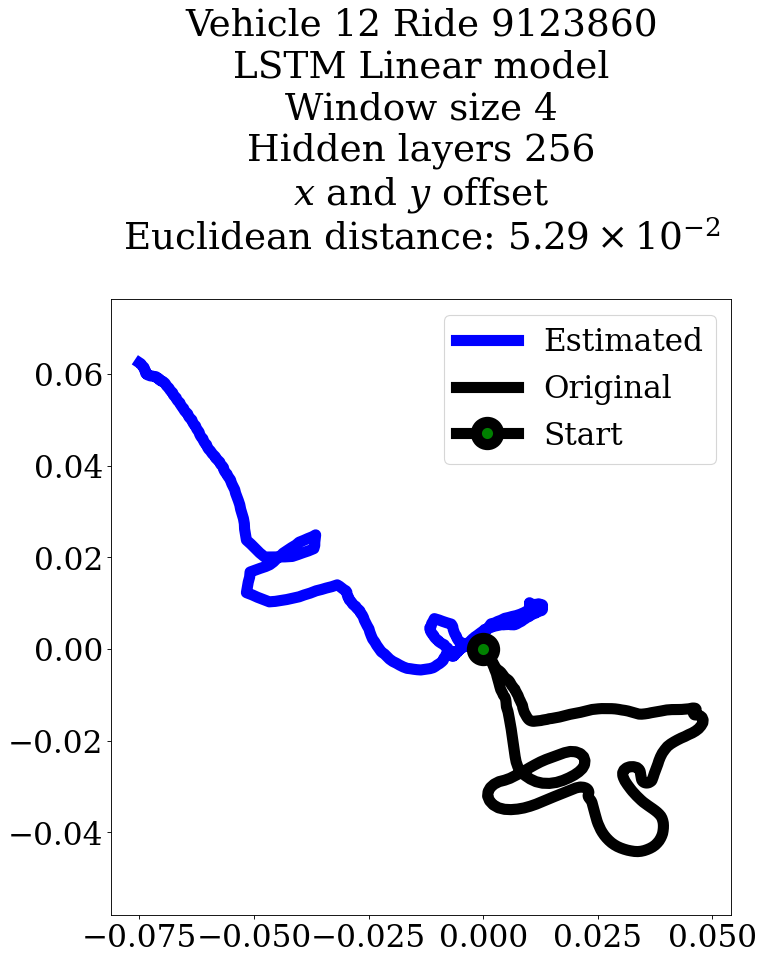 Vehicle 12 Ride 9123860
LSTM Linear model
Window size 4
Hidden layers 256
x and y offset
Euclidean distance: 5.29 × 10⁻²
Estimated
Original
Start
0.06
0.04
0.02
0.00
−0.02
−0.04
−0.075 −0.050 −0.025 0.000 0.025 0.050